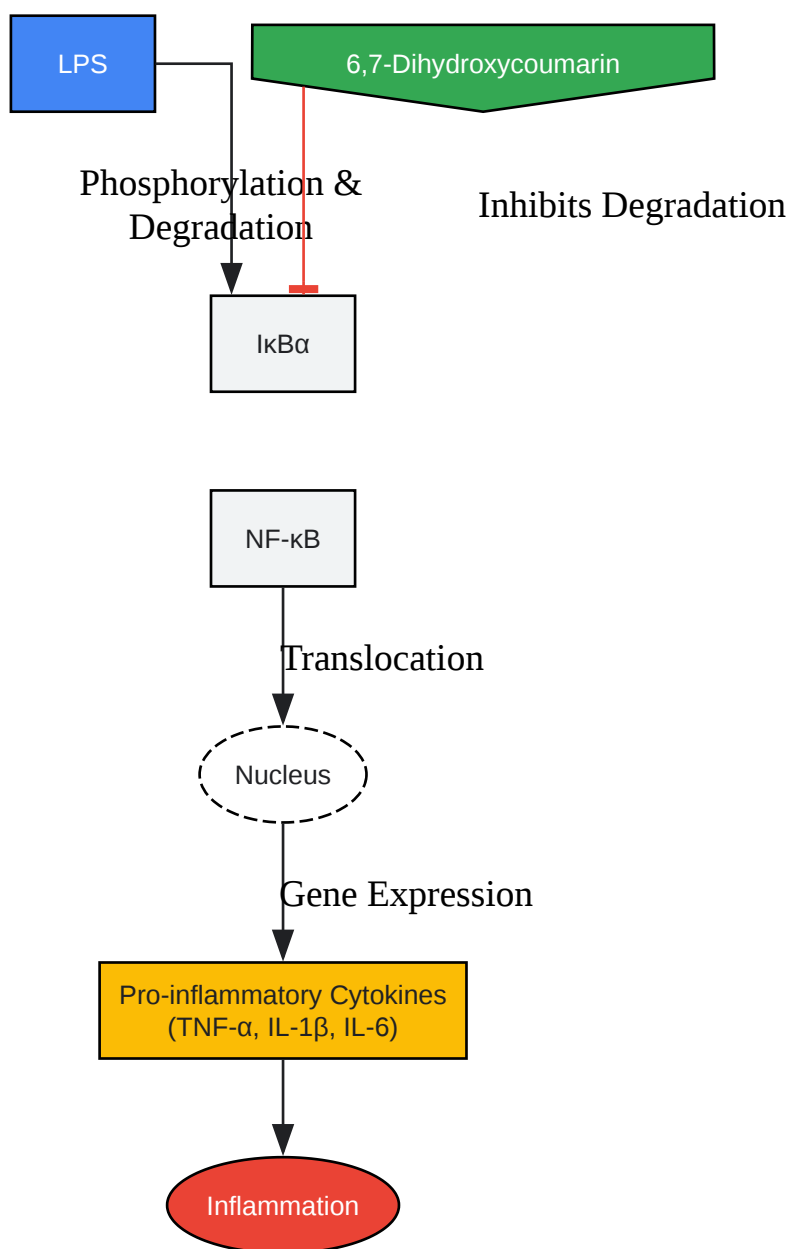 LPS
6,7-Dihydroxycoumarin
Phosphorylation &
Degradation
Inhibits Degradation
IκBα
NF-κB
Translocation
Nucleus
Gene Expression
Pro-inflammatory Cytokines
(TNF-α, IL-1β, IL-6)
Inflammation